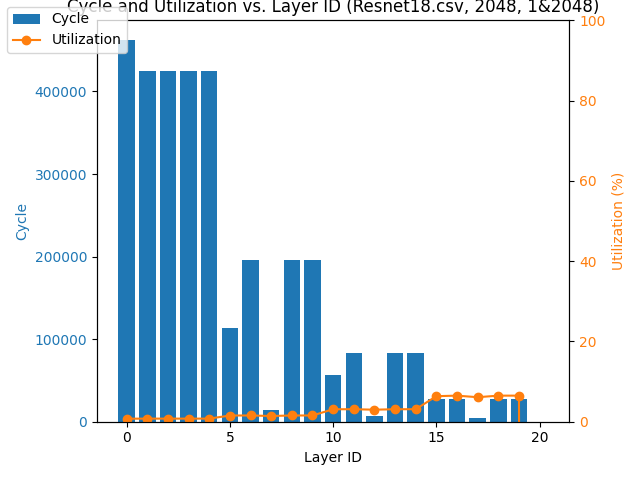 Cycle and Utilization vs. Layer ID (Resnet18.csv, 2048, 1&2048)
Cycle
Utilization
400000
300000
200000
100000
0
Cycle
100
80
60
40
20
0
Utilization (%)
0 5 10 15 20
Layer ID